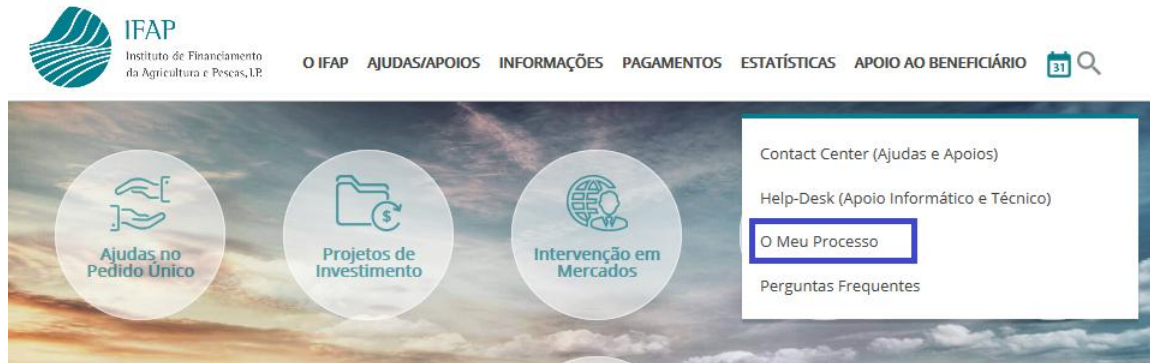 IFAP
Instituto de Financiamento
da Agricultura e Pescas, I.P.
O IFAP AJUDAS/APOIOS INFORMAÇÕES PAGAMENTOS ESTATÍSTICAS APOIO AO BENEFICIÁRIO 31
Contact Center (Ajudas e Apoios)
Help-Desk (Apoio Informático e Técnico)
O Meu Processo
Perguntas Frequentes
Ajudas no
Pedido Único
Projetos de
Investimento
Intervenção em
Mercados